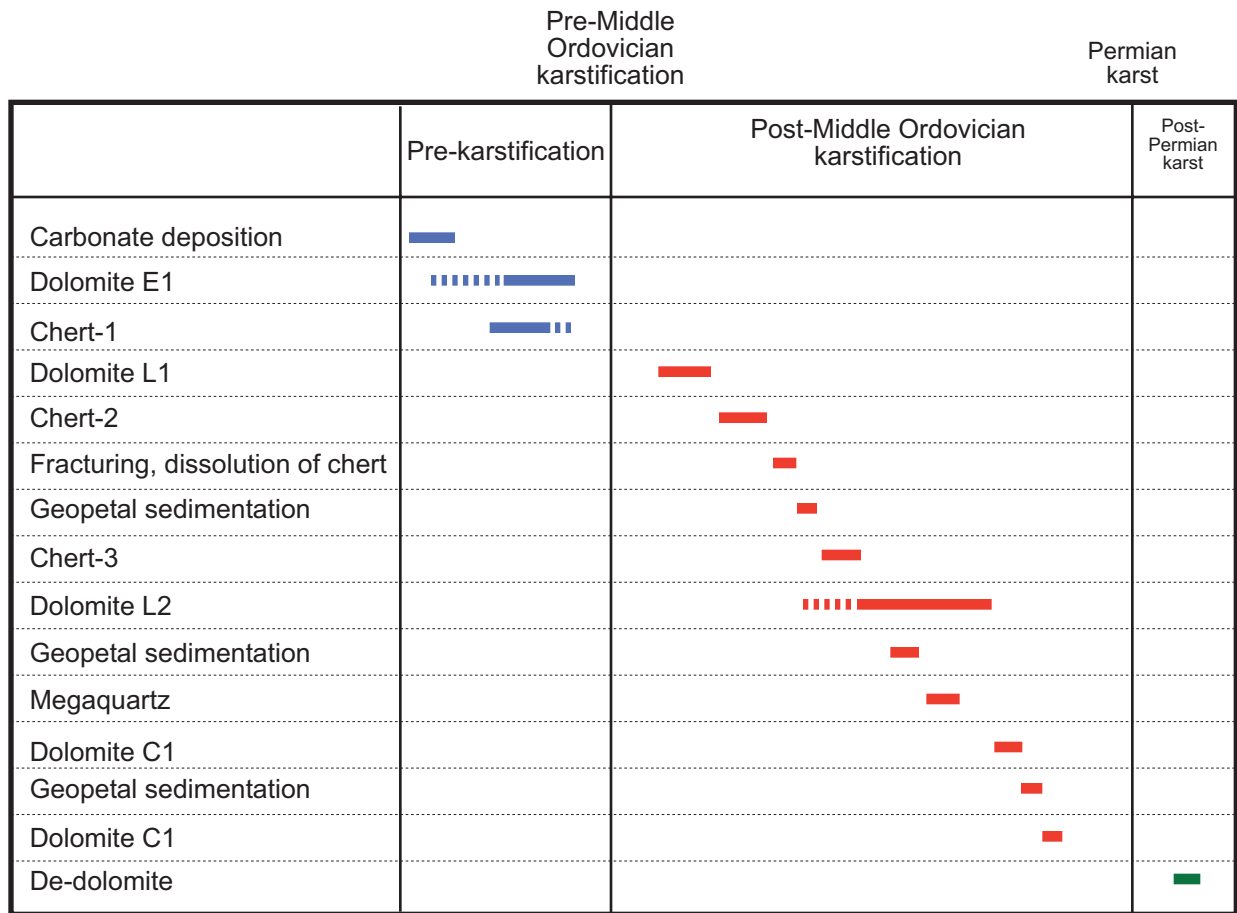 Pre-Middle
Ordovician
karstification
Permian
karst
Pre-karstification
Post-Middle Ordovician
karstification
Post-
Permian
karst
Carbonate deposition
Dolomite E1
Chert-1
Dolomite L1
Chert-2
Fracturing, dissolution of chert
Geopetal sedimentation
Chert-3
Dolomite L2
Geopetal sedimentation
Megaquartz
Dolomite C1
Geopetal sedimentation
Dolomite C1
De-dolomite